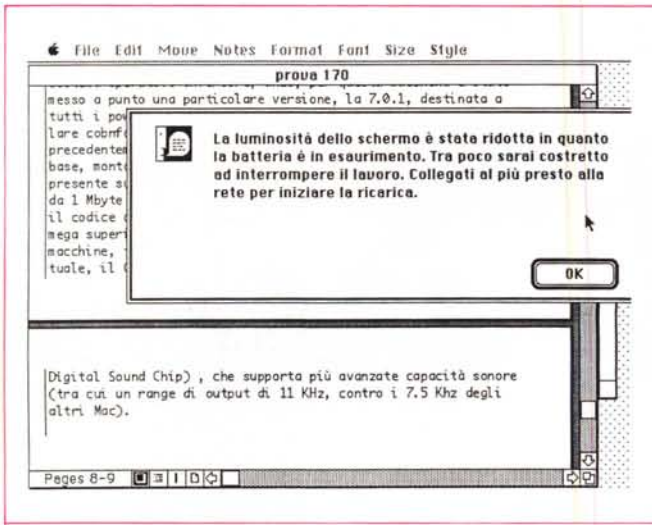 File Edit Move Notes Format Font Size Style
prova 170
messo a punto una particolare versione, la 7.0.1, destinata a
tutti i pow
lare cobnfo
precedentem
base, monto
presente su
da 1 Mbyte
il codice
mega super
macchine,
tuale, il
La luminosità dello schermo è stata ridotta in quanto
la batteria è in esaurimento. Tra poco sarai costretto
ad interrompere il lavoro. Collegati al più presto alla
rete per iniziare la ricarica.
OK
Digital Sound Chip) , che supporta più avanzate capacità sonore
(tra cui un range di output di 11 KHz, contro i 7.5 Khz degli
altri Mac).
Pages 8-9